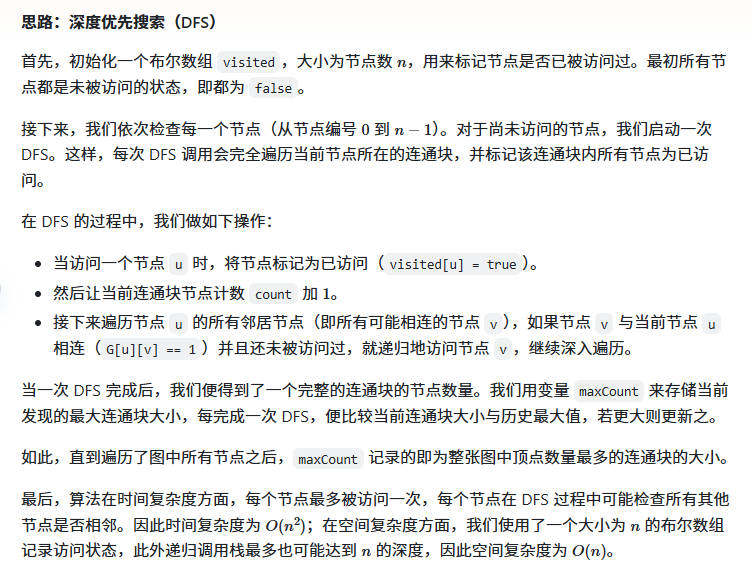 思路：深度优先搜索（DFS）
首先，初始化一个布尔数组 visited ，大小为节点数 n，用来标记节点是否已被访问过。最初所有节
点都是未被访问的状态，即都为 false 。
接下来，我们依次检查每一个节点（从节点编号 0 到 n − 1）。对于尚未访问的节点，我们启动一次
DFS。这样，每次 DFS 调用会完全遍历当前节点所在的连通块，并标记该连通块内所有节点为已访
问。
在 DFS 的过程中，我们做如下操作：
• 当访问一个节点 u 时，将节点标记为已访问（ visited[u] = true ）。
• 然后让当前连通块节点计数 count 加 1。
• 接下来遍历节点 u 的所有邻居节点（即所有可能相连的节点 v ），如果节点 v 与当前节点 u
相连（ G[u][v] == 1 ）并且还未被访问过，就递归地访问节点 v ，继续深入遍历。
当一次 DFS 完成后，我们便得到了一个完整的连通块的节点数量。我们用变量 maxCount 来存储当前
发现的最大连通块大小，每完成一次 DFS，便比较当前连通块大小与历史最大值，若更大则更新之。
如此，直到遍历了图中所有节点之后， maxCount 记录的即为整张图中顶点数量最多的连通块的大小。
最后，算法在时间复杂度方面，每个节点最多被访问一次，每个节点在 DFS 过程中可能检查所有其他
节点是否相邻。因此时间复杂度为 O(n²)；在空间复杂度方面，我们使用了一个大小为 n 的布尔数组
记录访问状态，此外递归调用栈最多也可能达到 n 的深度，因此空间复杂度为 O(n)。